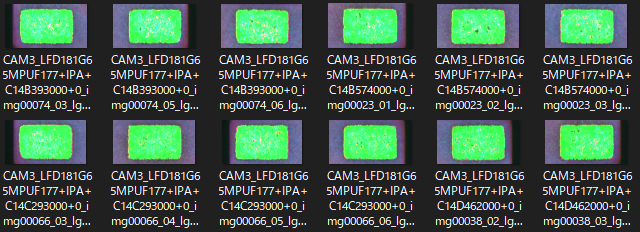 CAM3_LFD181G6
5MPUF177+IPA+
C14B393000+0_i
mg00074_03_lg...
CAM3_LFD181G6
5MPUF177+IPA+
C14B393000+0_i
mg00074_05_lg...
CAM3_LFD181G6
5MPUF177+IPA+
C14B393000+0_i
mg00074_06_lg...
CAM3_LFD181G6
5MPUF177+IPA+
C14B574000+0_i
mg00023_01_lg...
CAM3_LFD181G6
5MPUF177+IPA+
C14B574000+0_i
mg00023_02_lg...
CAM3_LFD181G6
5MPUF177+IPA+
C14B574000+0_i
mg00023_03_lg...
CAM3_LFD181G6
5MPUF177+IPA+
C14C293000+0_i
mg00066_03_lg...
CAM3_LFD181G6
5MPUF177+IPA+
C14C293000+0_i
mg00066_04_lg...
CAM3_LFD181G6
5MPUF177+IPA+
C14C293000+0_i
mg00066_05_lg...
CAM3_LFD181G6
5MPUF177+IPA+
C14C293000+0_i
mg00066_06_lg...
CAM3_LFD181G6
5MPUF177+IPA+
C14D462000+0_i
mg00038_02_lg...
CAM3_LFD181G6
5MPUF177+IPA+
C14D462000+0_i
mg00038_03_lg...